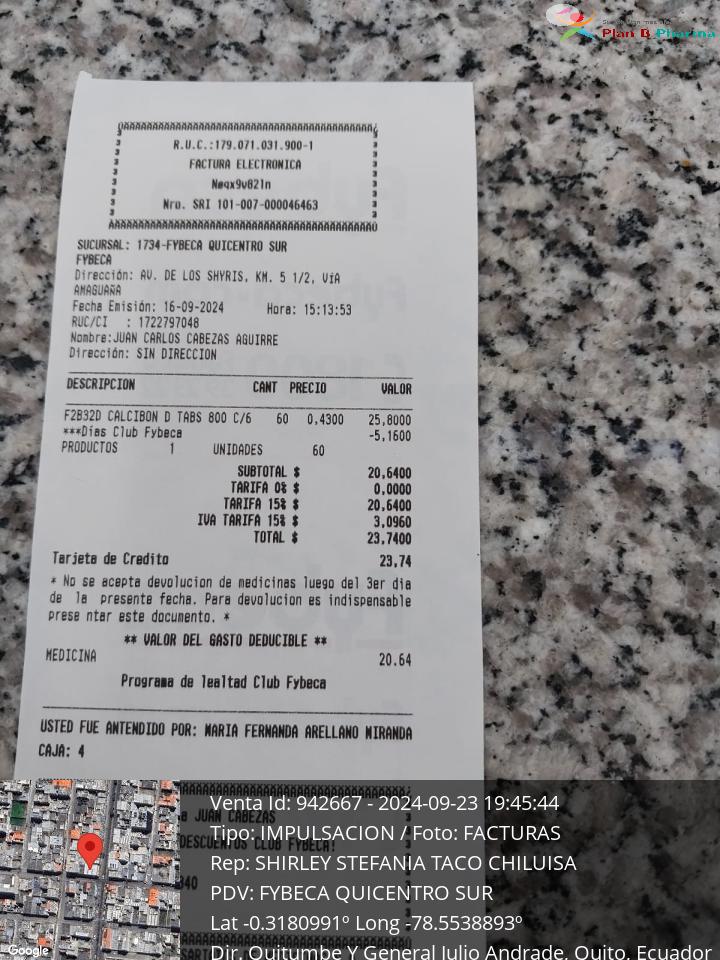 Plan B Pharma
R.U.C.:179.071.031.900-1
FACTURA ELECTRONICA
Neqx9v821n
Nro. SRI 101-007-000046463
SUCURSAL: 1734-FYBECA QUICENTRO SUR
FYBECA
Dirección: AV. DE LOS SHYRIS, KM. 5 1/2, VíA
AMAGUAÑA
Fecha Emisión: 16-09-2024 Hora: 15:13:53
RUC/CI : 1722797048
Nombre:JUAN CARLOS CABEZAS AGUIRRE
Dirección: SIN DIRECCION
DESCRIPCION CANT PRECIO VALOR
F2B32D CALCIBON D TABS 800 C/6 60 0,4300 25,8000
***Días Club Fybeca -5,1600
PRODUCTOS 1 UNIDADES 60
SUBTOTAL $ 20,6400
TARIFA 0% $ 0,0000
TARIFA 15% $ 20,6400
IVA TARIFA 15% $ 3,0960
TOTAL $ 23,7400
Tarjeta de Credito 23,74
* No se acepta devolucion de medicinas luego del 3er dia
de la presente fecha. Para devolucion es indispensable
prese ntar este documento. *
** VALOR DEL GASTO DEDUCIBLE **
MEDICINA 20.64
Programa de lealtad Club Fybeca
USTED FUE ANTENDIDO POR: MARIA FERNANDA ARELLANO MIRANDA
CAJA: 4
JUAN CABEZAS
DESCUENTOS CLUB FYBECA!
Venta Id: 942667 - 2024-09-23 19:45:44
Tipo: IMPULSACION / Foto: FACTURAS
Rep: SHIRLEY STEFANIA TACO CHILUISA
PDV: FYBECA QUICENTRO SUR
Lat -0.3180991º Long -78.5538893º
Dir. Quitumbe Y General Julio Andrade, Quito, Ecuador
Google